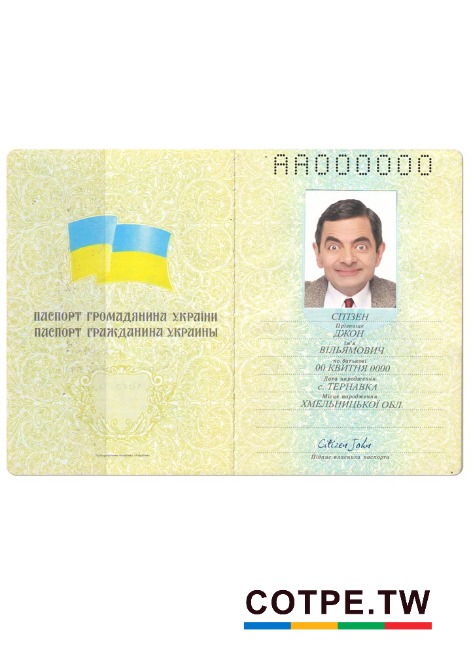 AA000000
ПАСПОРТ ГРОМАДЯНИНА УКРАЇНИ
ПАСПОРТ ГРАЖДАНИНА УКРАИНЫ
СІТІЗЕН
Прізвище
ДЖОН
Ім'я
ВІЛЬЯМОВИЧ
по батькові
00 КВІТНЯ 0000
Дата народження
с. ТЕРНАВКА
Місце народження
ХМЕЛЬНИЦЬКОЇ ОБЛ.
Citizen John
Підпис власника паспорта
COTPE.TW